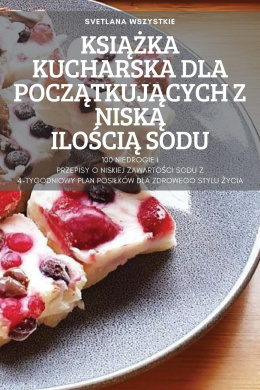 SVETLANA WSZYSTKIE
KSIĄŻKA
KUCHARSKA DLA
POCZĄTKUJĄCYCH Z
NISKĄ
ILOŚCIĄ SODU
100 NIEDROGIE I
PRZEPISY O NISKIEJ ZAWARTOŚCI SODU Z
4-TYGODNIOWY PLAN POSIŁKÓW DLA ZDROWEGO STYLU ŻYCIA